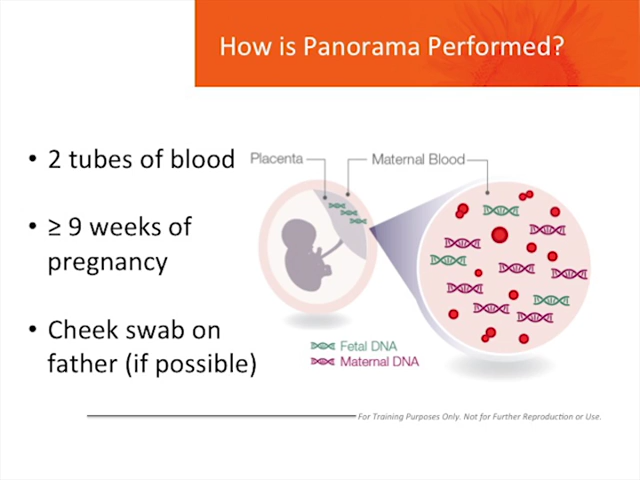 How is Panorama Performed?
• 2 tubes of blood
• ≥ 9 weeks of
pregnancy
• Cheek swab on
father (if possible)
Placenta
Maternal Blood
Fetal DNA
Maternal DNA
For Training Purposes Only. Not for Further Reproduction or Use.